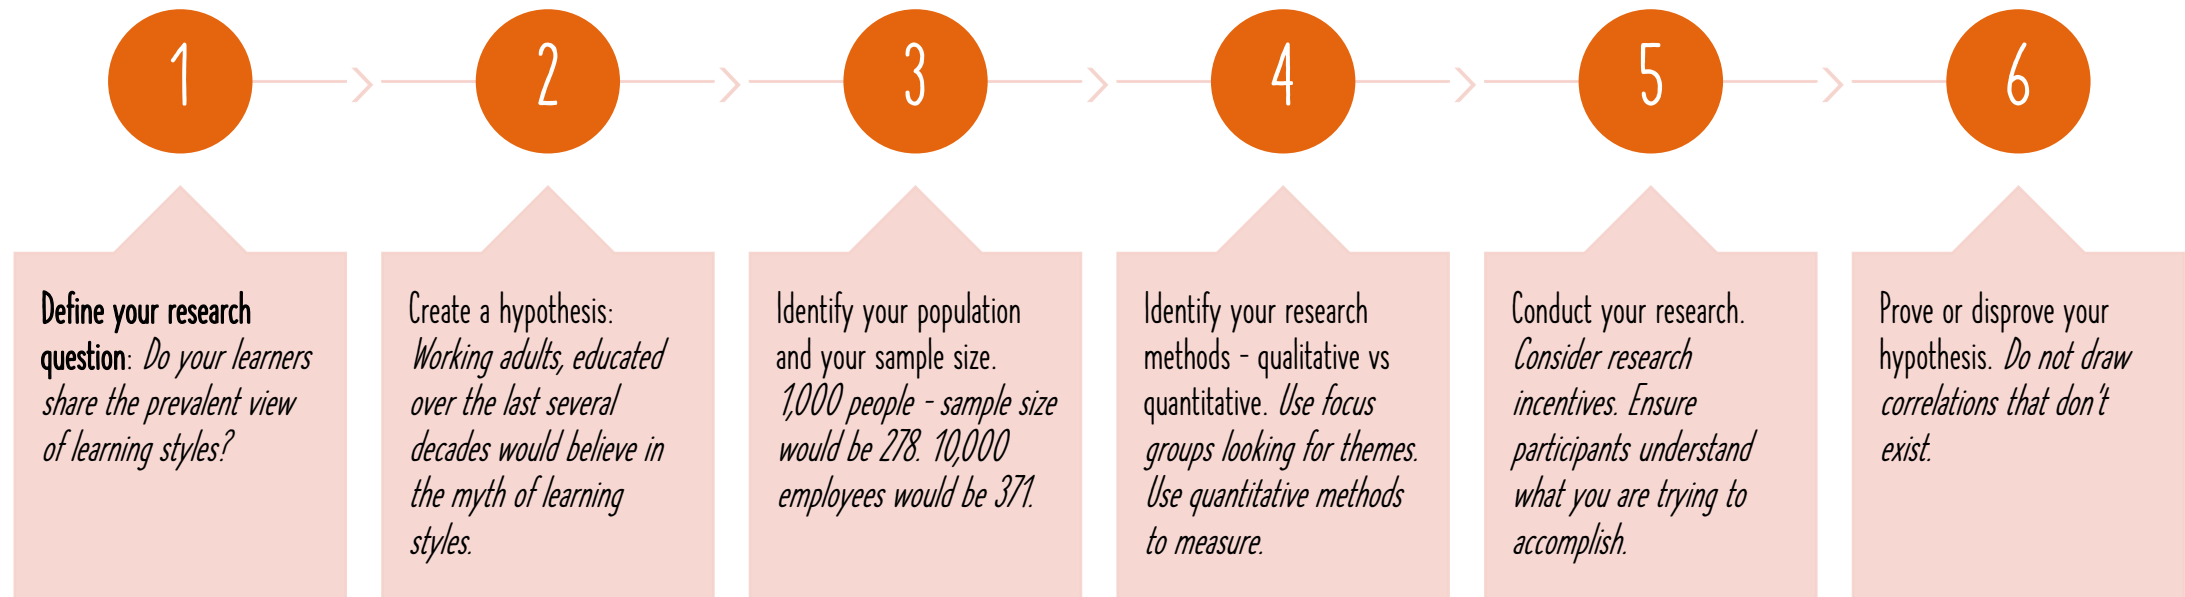 1
2
3
4
5
6
Define your research
question: Do your learners
share the prevalent view
of learning styles?
Create a hypothesis:
Working adults, educated
over the last several
decades would believe in
the myth of learning
styles.
Identify your population
and your sample size.
1,000 people - sample size
would be 278. 10,000
employees would be 371.
Identify your research
methods - qualitative vs
quantitative. Use focus
groups looking for themes.
Use quantitative methods
to measure.
Conduct your research.
Consider research
incentives. Ensure
participants understand
what you are trying to
accomplish.
Prove or disprove your
hypothesis. Do not draw
correlations that don't
exist.